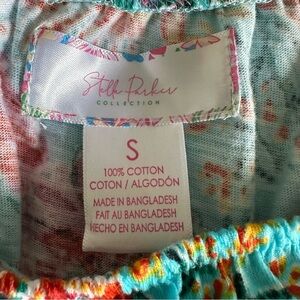 Stella Parker
COLLECTION
S
100% COTTON
COTON / ALGODÓN
MADE IN BANGLADESH
FAIT AU BANGLADESH
HECHO EN BANGLADESH